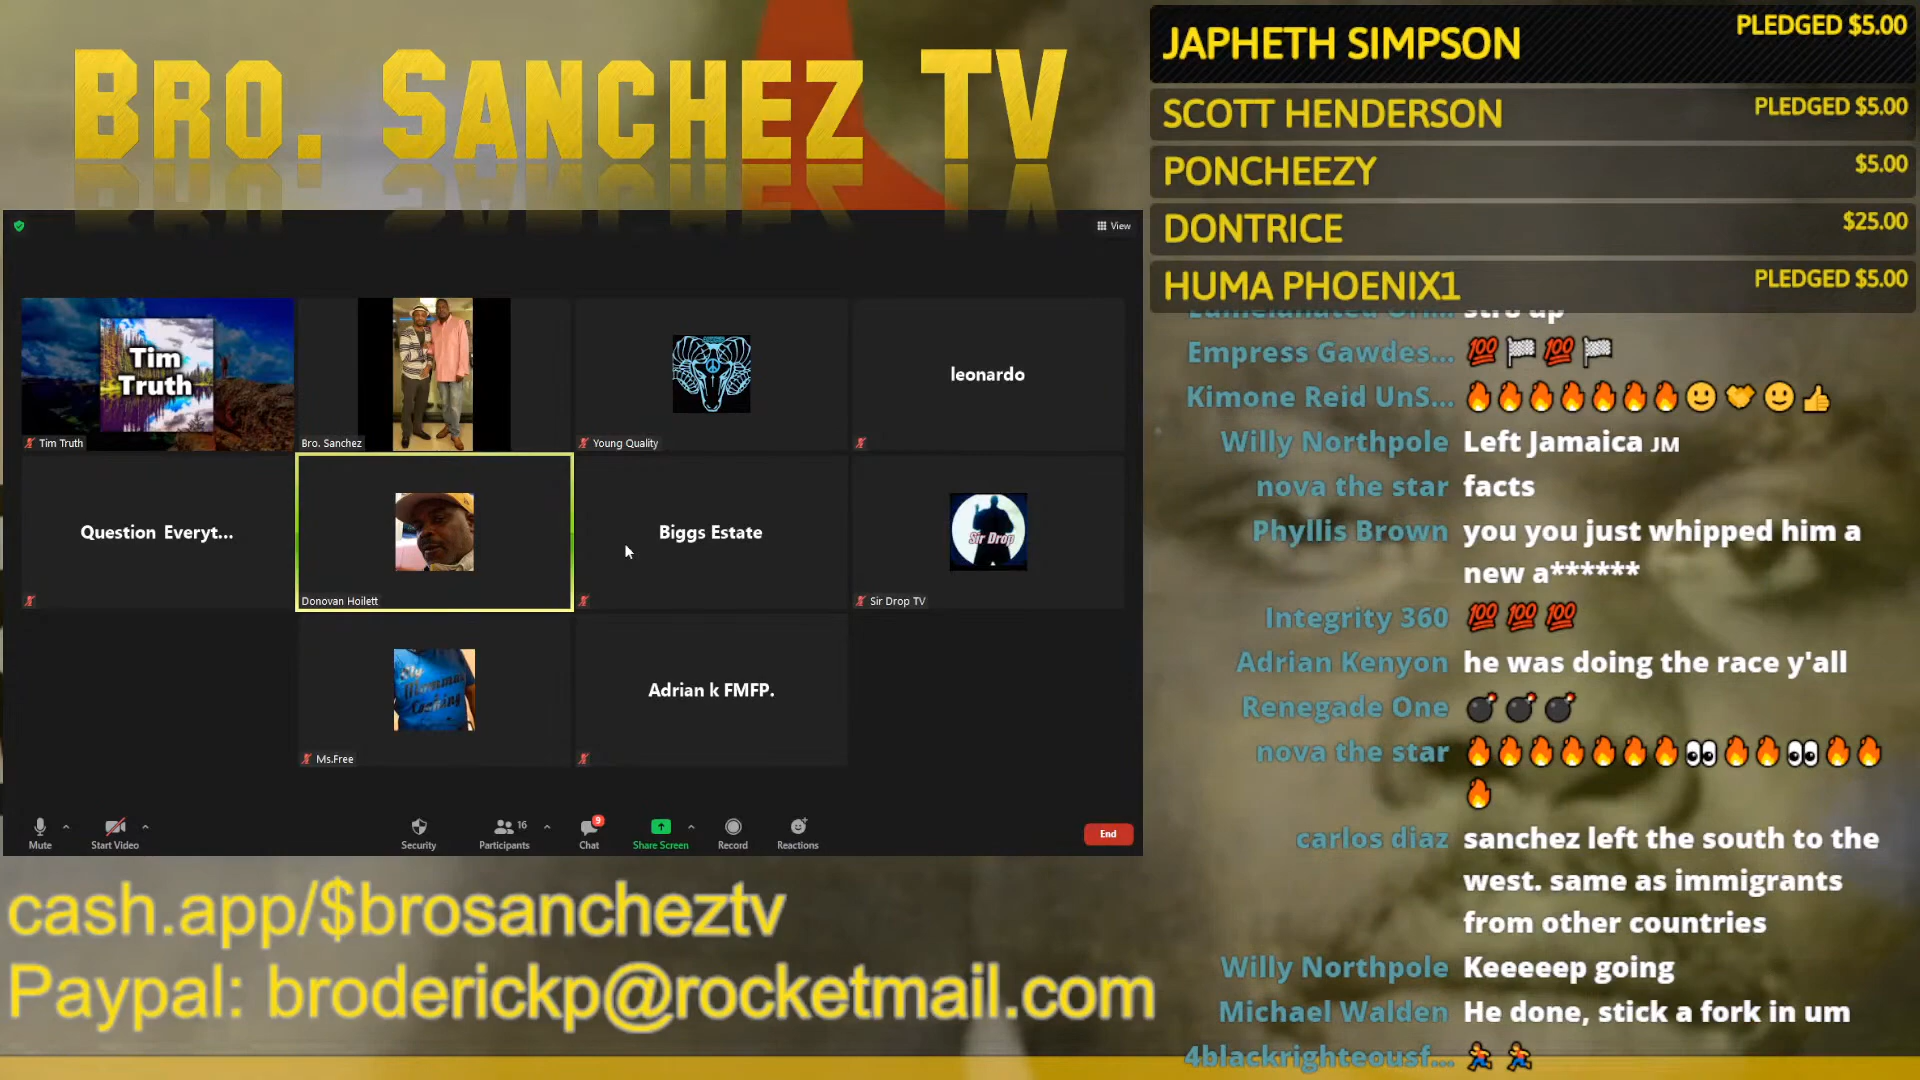 BRO. SANCHEZ TV
JAPHETH SIMPSON PLEDGED $5.00
SCOTT HENDERSON PLEDGED $5.00
PONCHEEZY $5.00
DONTRICE $25.00
HUMA PHOENIX1 PLEDGED $5.00
View
Tim
Truth
Tim Truth
Bro. Sanchez
Young Quality
leonardo
Question Everyt...
Donovan Hoilett
Biggs Estate
Sir Drop
Sir Drop TV
My
Mommas
Cooking
Ms.Free
Adrian k FMFP.
Mute
Start Video
Security
16
Participants
9
Chat
Share Screen
Record
Reactions
End
cash.app/$brosancheztv
Paypal: broderickp@rocketmail.com
up
Empress Gawdes... 💯🏁💯🏁
Kimone Reid UnS... 🔥🔥🔥🔥🔥🔥🔥🙂🤝🙂👍
Willy Northpole Left Jamaica JM
nova the star facts
Phyllis Brown you you just whipped him a
new a******
Integrity 360 💯💯💯
Adrian Kenyon he was doing the race y'all
Renegade One 💣💣💣
nova the star 🔥🔥🔥🔥🔥🔥🔥👀🔥🔥👀🔥🔥
🔥
carlos diaz sanchez left the south to the
west. same as immigrants
from other countries
Willy Northpole Keeeeep going
Michael Walden He done, stick a fork in um
4blackrighteousf... 🏃🏃